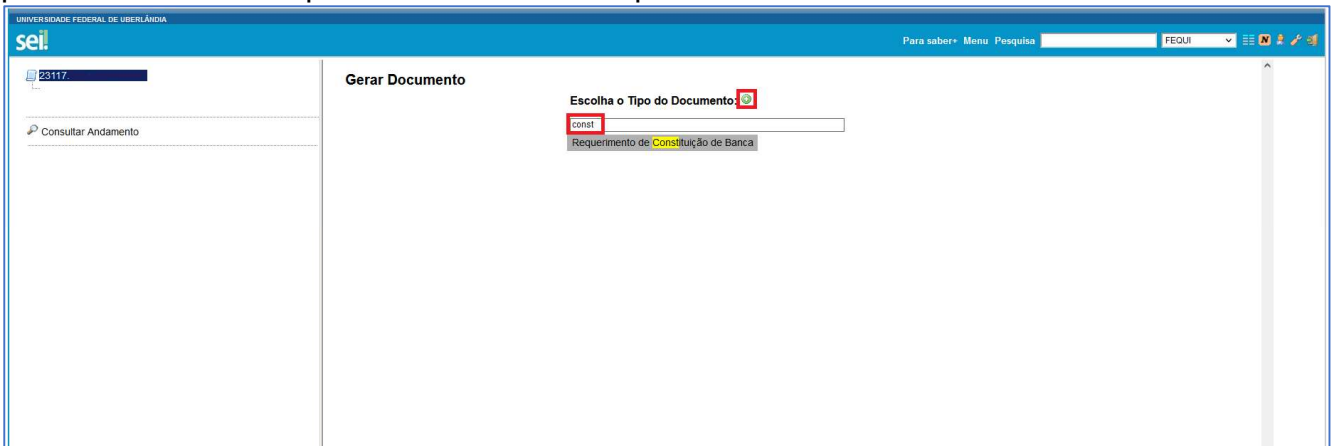 UNIVERSIDADE FEDERAL DE UBERLÂNDIA
sei!
Para saber+ Menu Pesquisa FEQUI
N
23117.
Consultar Andamento
Gerar Documento
Escolha o Tipo do Documento:
const
Requerimento de Constituição de Banca